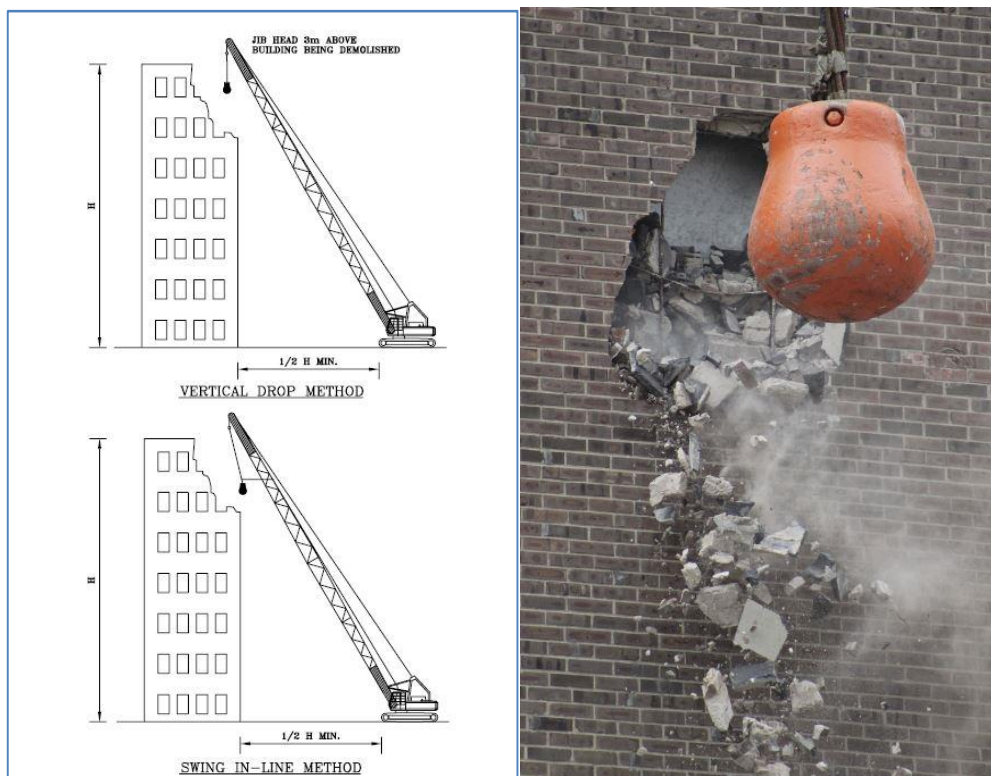 JIB HEAD 3m ABOVE
BUILDING BEING DEMOLISHED
H
1/2 H MIN.
VERTICAL DROP METHOD
H
1/2 H MIN.
SWING IN-LINE METHOD